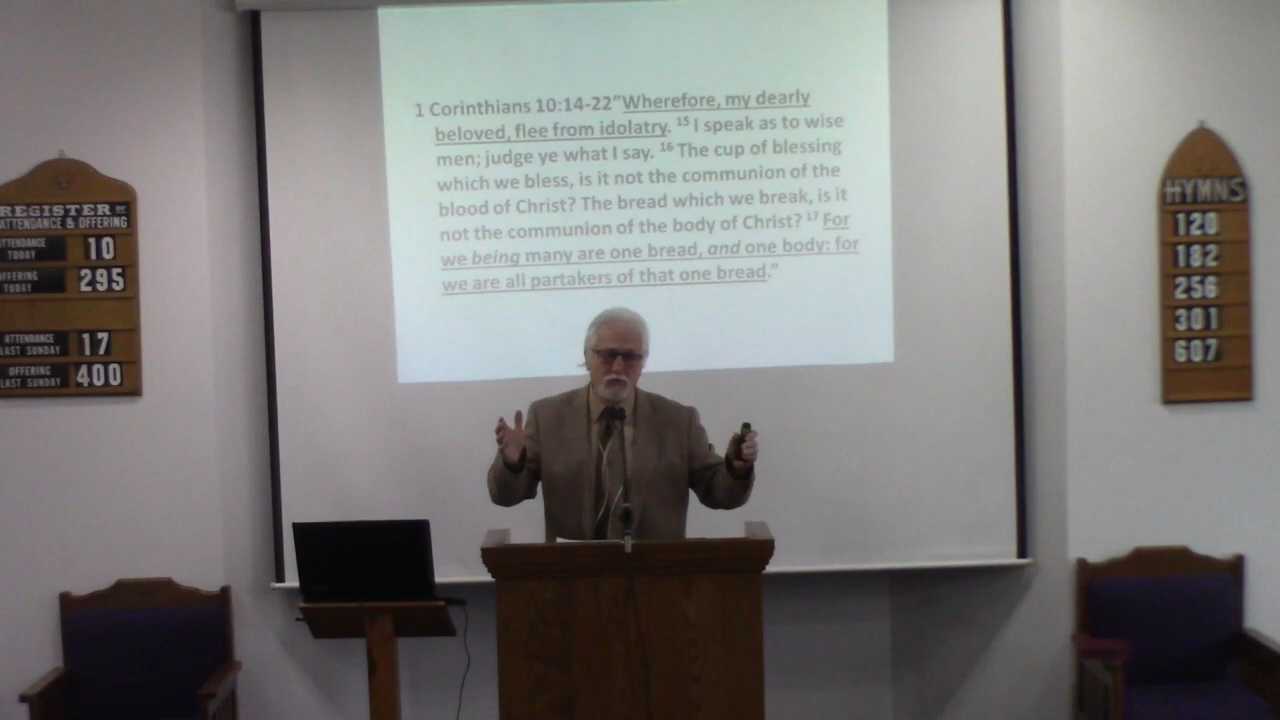 1 Corinthians 10:14-22”Wherefore, my dearly
beloved, flee from idolatry. 15 I speak as to wise
men; judge ye what I say. 16 The cup of blessing
which we bless, is it not the communion of the
blood of Christ? The bread which we break, is it
not the communion of the body of Christ? 17 For
we being many are one bread, and one body: for
we are all partakers of that one bread.”
REGISTER OF
ATTENDANCE & OFFERING
ATTENDANCE
TODAY 10
OFFERING
TODAY 295
ATTENDANCE
LAST SUNDAY 17
OFFERING
LAST SUNDAY 400
HYMNS
120
182
256
301
607